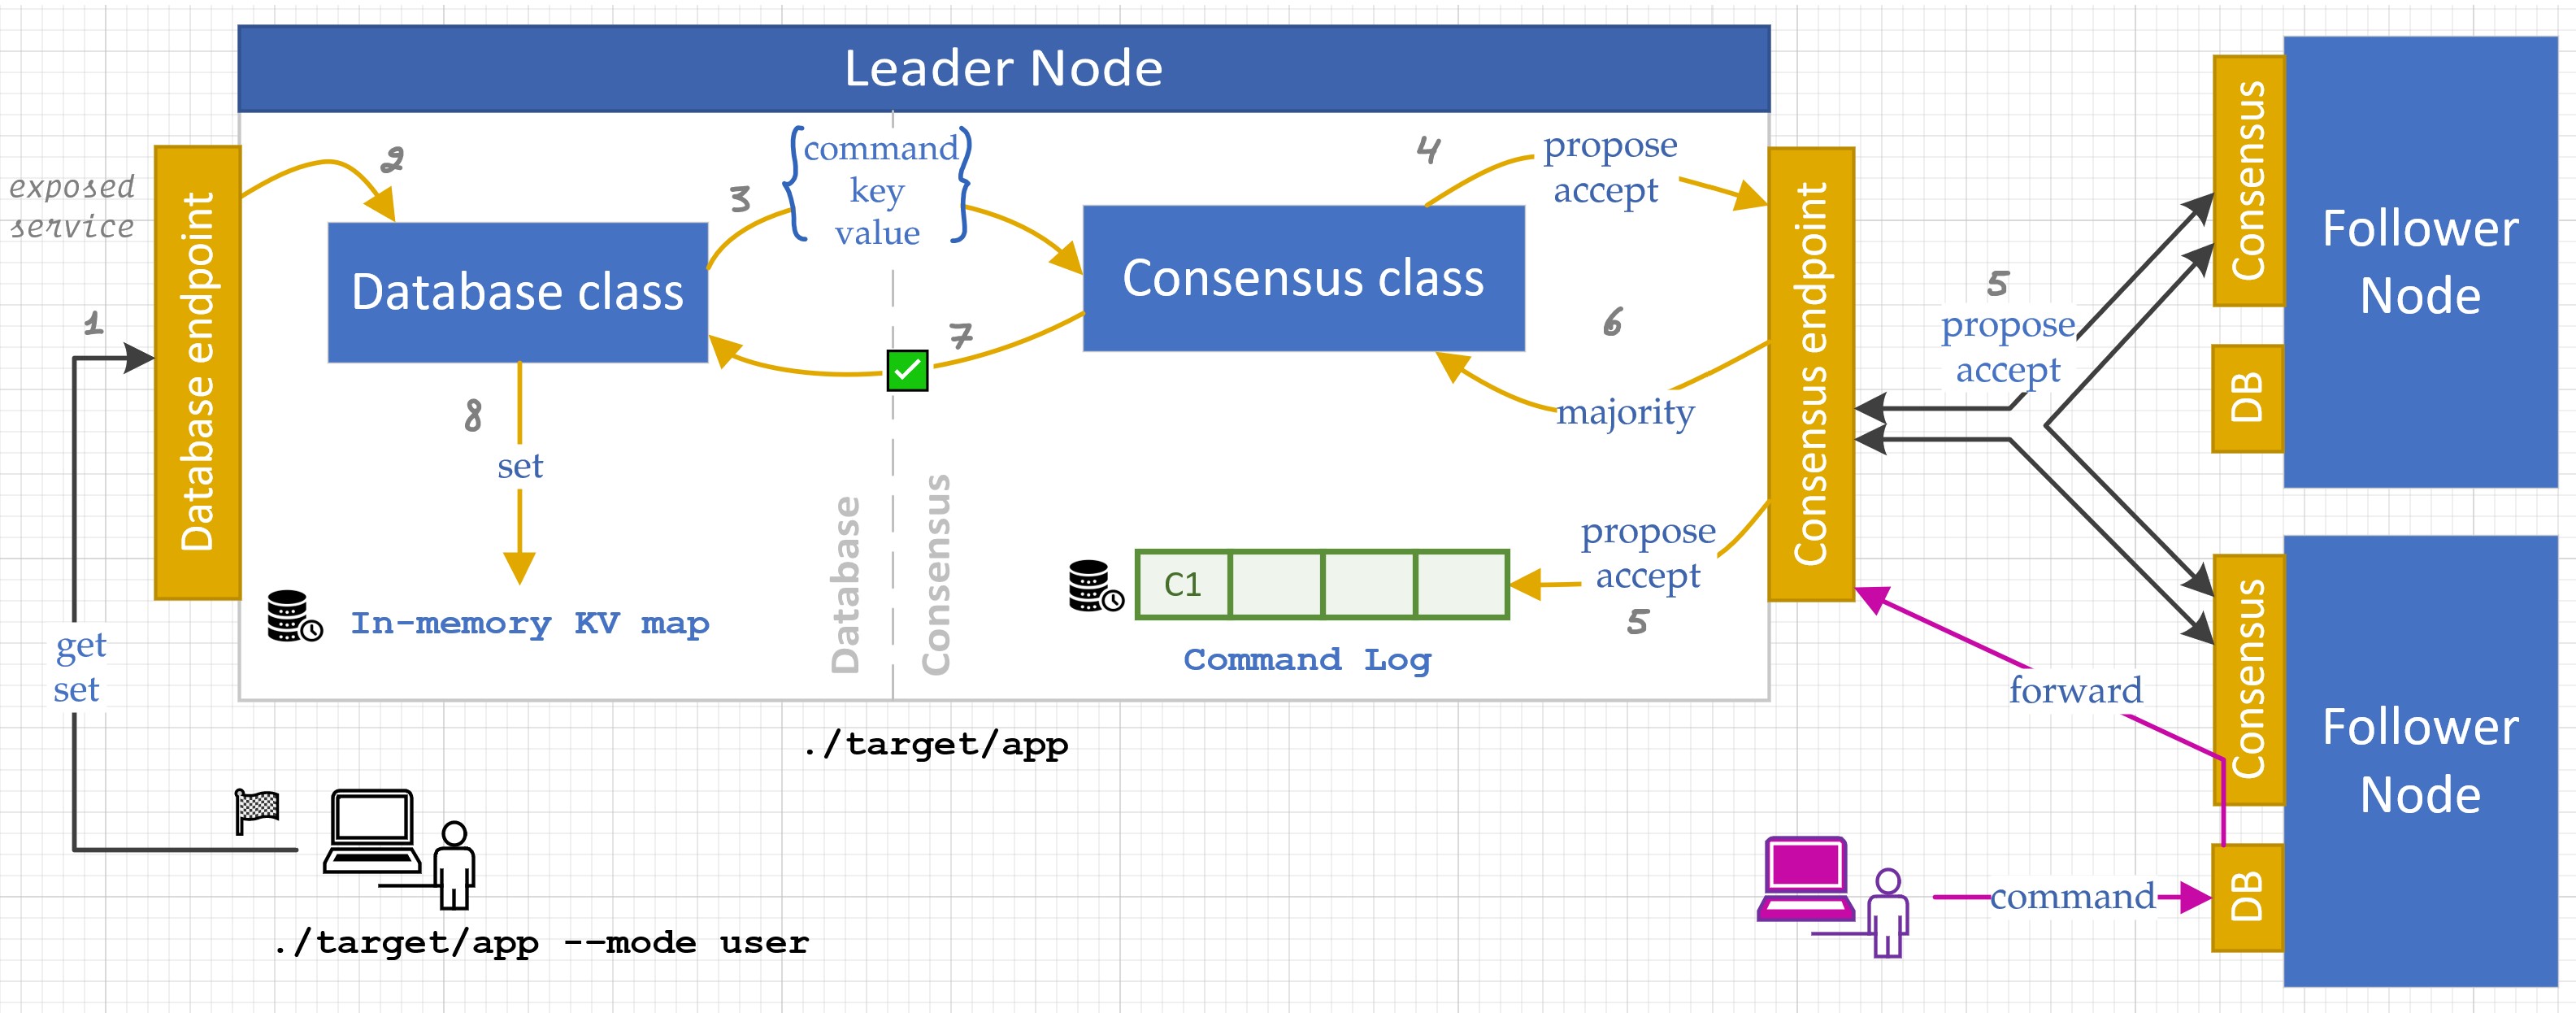 Leader Node
exposed
service
Database endpoint
1
2
Database class
3
command
key
value
Consensus class
4
propose
accept
Consensus endpoint
5
propose
accept
6
majority
7
8
set
In-memory KV map
Database
Consensus
C1
Command Log
propose
accept
5
get
set
./target/app
./target/app --mode user
Consensus
DB
Follower
Node
Consensus
DB
Follower
Node
forward
command